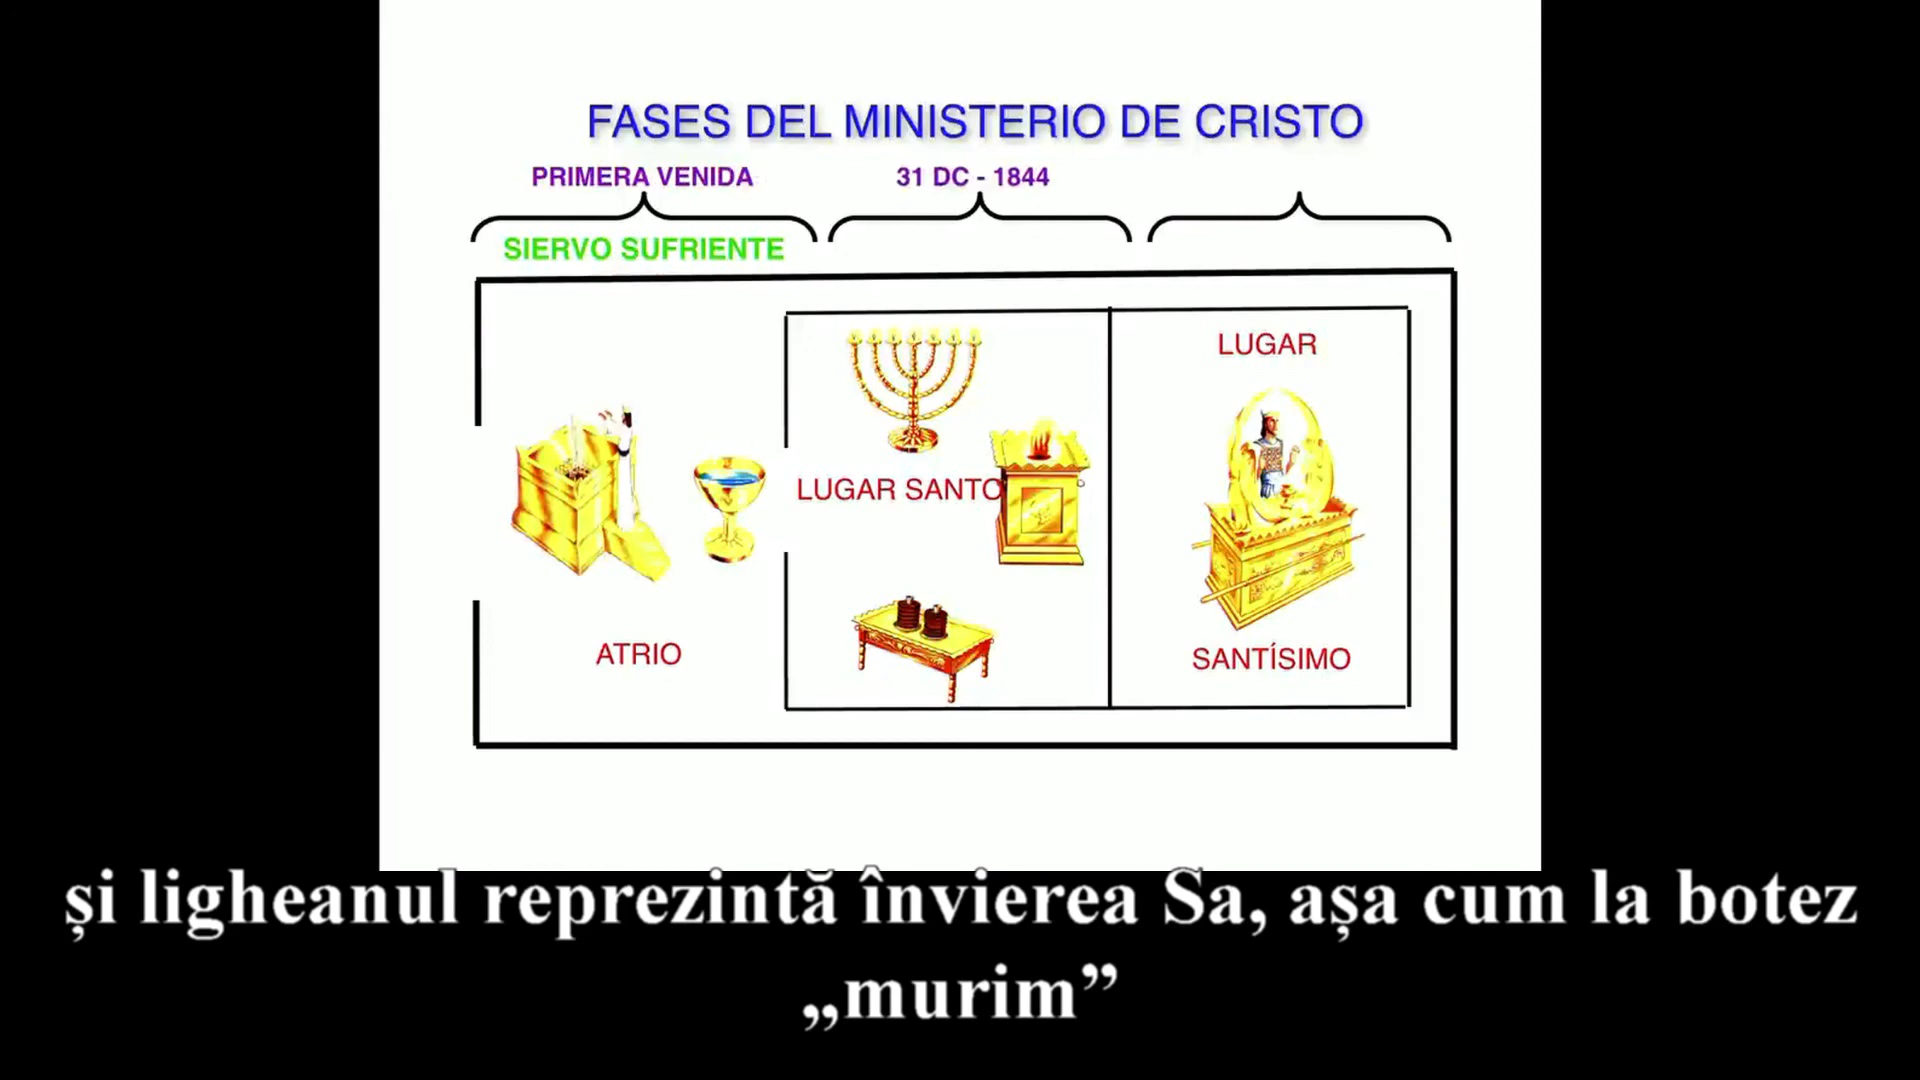 FASES DEL MINISTERIO DE CRISTO
PRIMERA VENIDA
31 DC - 1844
SIERVO SUFRIENTE
LUGAR
LUGAR SANTO
ATRIO
SANTÍSIMO
și ligheanul reprezintă învierea Sa, așa cum la botez
„murim”